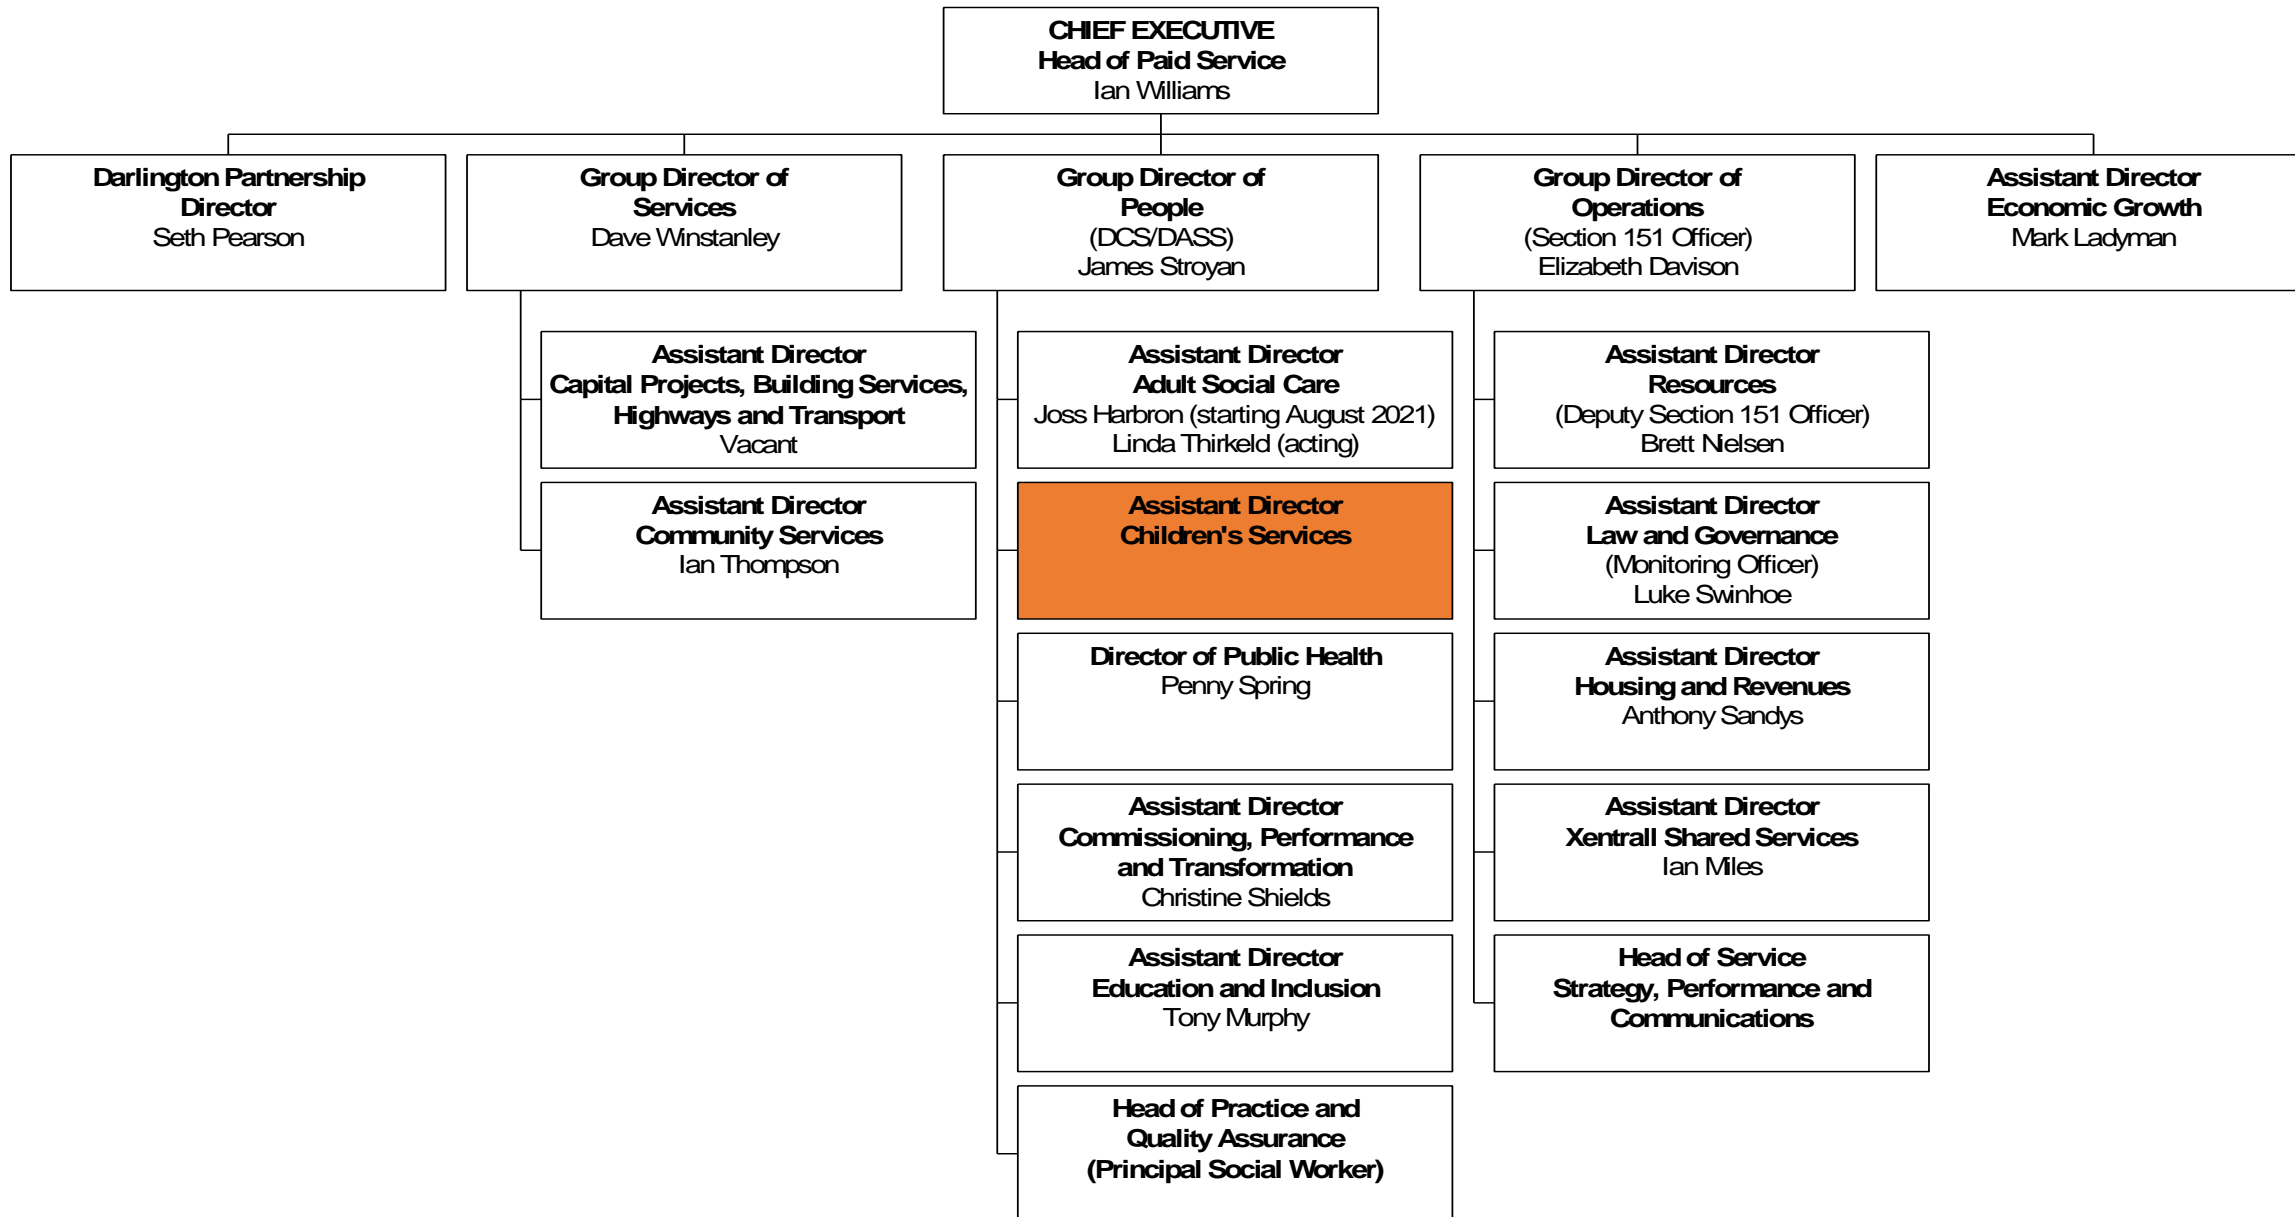 CHIEF EXECUTIVE
Head of Paid Service
Ian Williams
Darlington Partnership
Director
Seth Pearson
Group Director of
Services
Dave Winstanley
Group Director of
People
(DCS/DASS)
James Stroyan
Group Director of
Operations
(Section 151 Officer)
Elizabeth Davison
Assistant Director
Economic Growth
Mark Ladyman
Assistant Director
Capital Projects, Building Services,
Highways and Transport
Vacant
Assistant Director
Community Services
Ian Thompson
Assistant Director
Adult Social Care
Joss Harbron (starting August 2021)
Linda Thirkeld (acting)
Assistant Director
Children's Services
Director of Public Health
Penny Spring
Assistant Director
Commissioning, Performance
and Transformation
Christine Shields
Assistant Director
Education and Inclusion
Tony Murphy
Head of Practice and
Quality Assurance
(Principal Social Worker)
Assistant Director
Resources
(Deputy Section 151 Officer)
Brett Nielsen
Assistant Director
Law and Governance
(Monitoring Officer)
Luke Swinhoe
Assistant Director
Housing and Revenues
Anthony Sandys
Assistant Director
Xentrall Shared Services
Ian Miles
Head of Service
Strategy, Performance and
Communications